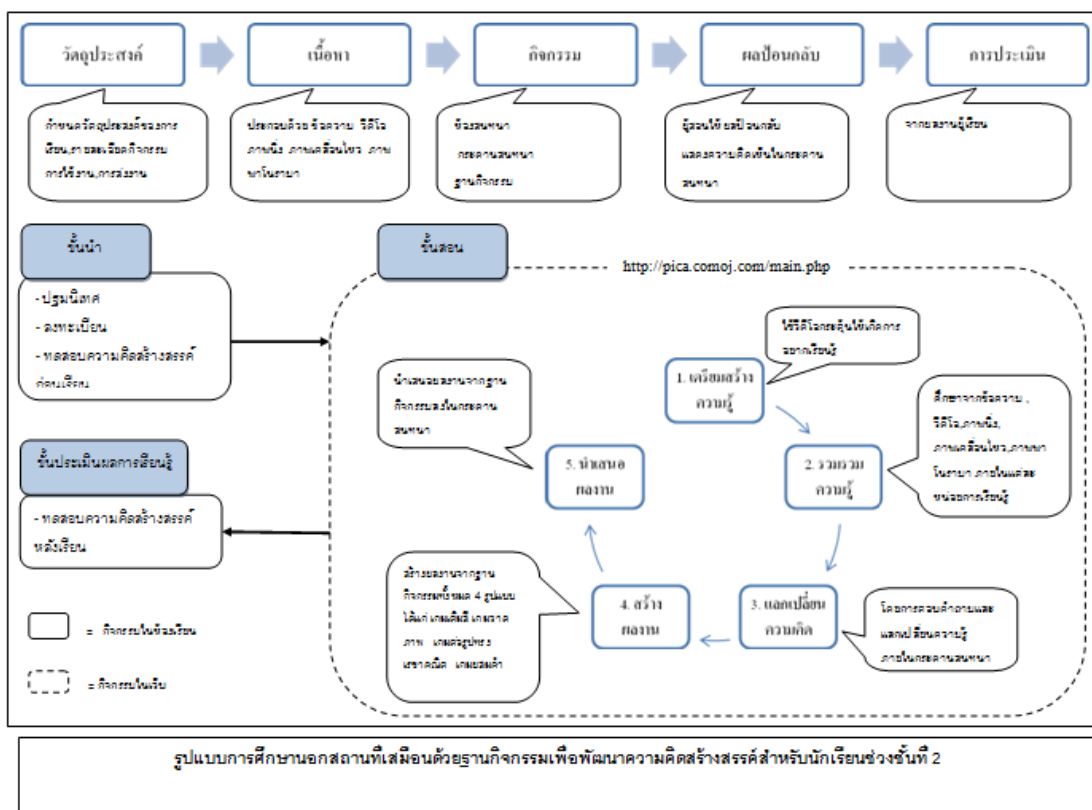 วัตถุประสงค์
เนื้อหา
กิจกรรม
ผลป้อนกลับ
การประเมิน
กำหนดวัตถุประสงค์ของการ
เรียน,รายละเอียดกิจกรรม
การใช้งาน,การส่งงาน
ประกอบด้วย ข้อความ วีดีโอ
ภาพนิ่ง ภาพเคลื่อนไหว ภาพ
พาโนรามา
ห้องสนทนา
กระดานสนทนา
ฐานกิจกรรม
ผู้สอนให้ ผลป้อนกลับ
แสดงความคิดเห็นในกระดาน
สนทนา
จากผลงานผู้เรียน
ขั้นนำ
- ปฐมนิเทศ
- ลงทะเบียน
- ทดสอบความคิดสร้างสรรค์
ก่อนเรียน
ขั้นสอน
http://pica.comoj.com/main.php
ใช้วีดีโอกระตุ้นให้เกิดการ
อยากเรียนรู้
1. เตรียมสร้าง
ความรู้
ศึกษาจากข้อความ ,
วีดีโอ,ภาพนิ่ง,
ภาพเคลื่อนไหว,ภาพพา
โนรามา ภายในแต่ละ
หน่วยการเรียนรู้
2. รวมรวม
ความรู้
โดยการตอบคำถามและ
แลกเปลี่ยนความรู้
ภายในกระดานสนทนา
3. แลกเปลี่ยน
ความคิด
สร้างผลงานจากฐาน
กิจกรรมทั้งหมด 4 รูปแบบ
ได้แก่ เกมเติมสี เกมวาด
ภาพ เกมต่อรูปทรง
เรขาคณิต เกมผสมคำ
4. สร้าง
ผลงาน
นำเสนอผลงานจากฐาน
กิจกรรมลงในกระดาน
สนทนา
5. นำเสนอ
ผลงาน
ขั้นประเมินผลการเรียนรู้
- ทดสอบความคิดสร้างสรรค์
หลังเรียน
= กิจกรรมในห้องเรียน
= กิจกรรมในเว็บ
รูปแบบการศึกษานอกสถานที่เสมือนด้วยฐานกิจกรรมเพื่อพัฒนาความคิดสร้างสรรค์สำหรับนักเรียนช่วงชั้นที่ 2